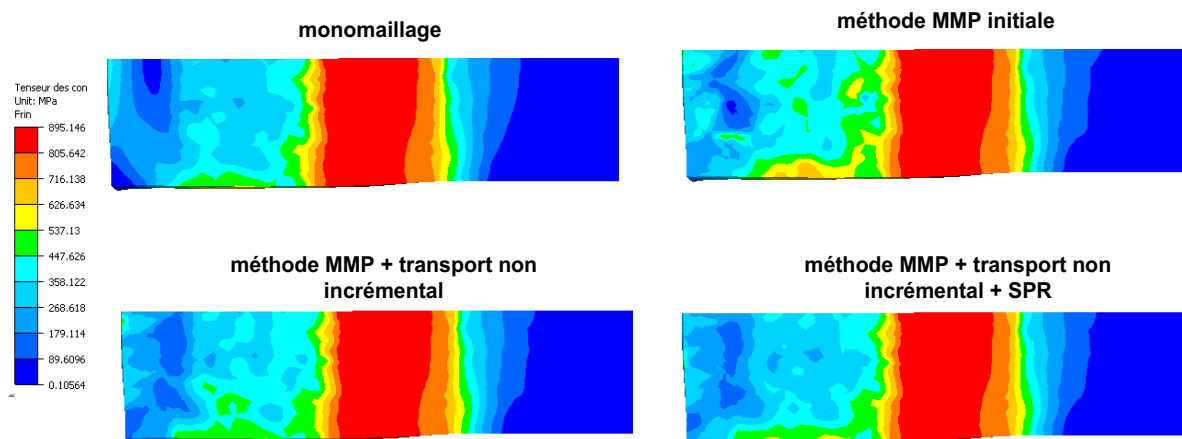 monomaillage
méthode MMP initiale
Tenseur des con
Unit: MPa
Frin
895.146
805.642
716.138
626.634
537.13
447.626
358.122
268.618
179.114
89.6096
0.10564
méthode MMP + transport non
incrémental
méthode MMP + transport non
incrémental + SPR